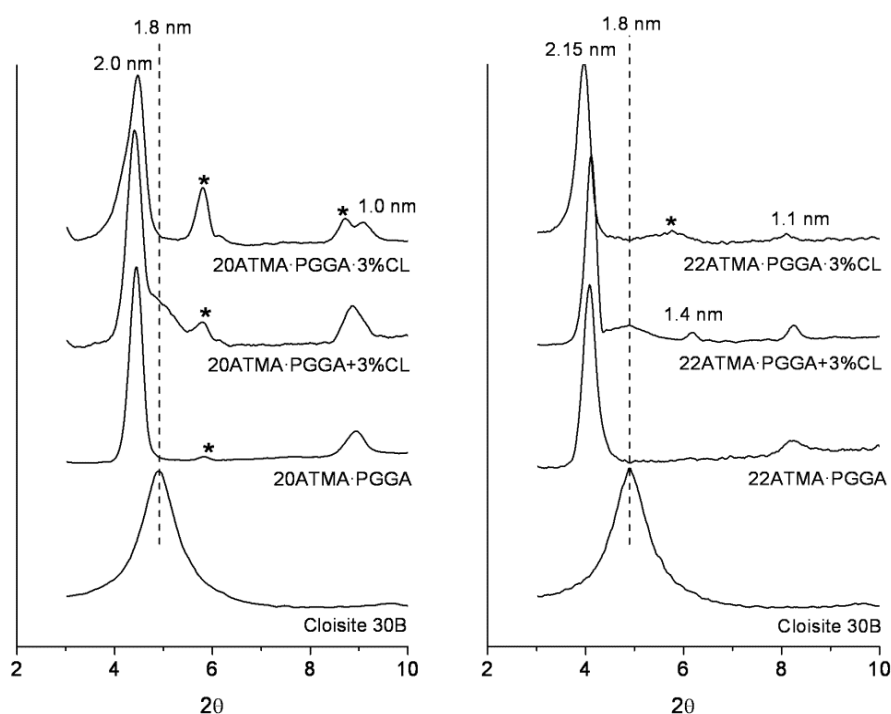 1.8 nm
2.0 nm
*
*
1.0 nm
20ATMA·PGGA·3%CL
*
20ATMA·PGGA+3%CL
*
20ATMA·PGGA
Cloisite 30B
2 4 6 8 10
2θ
1.8 nm
2.15 nm
*
1.1 nm
22ATMA·PGGA·3%CL
1.4 nm
22ATMA·PGGA+3%CL
22ATMA·PGGA
Cloisite 30B
2 4 6 8 10
2θ